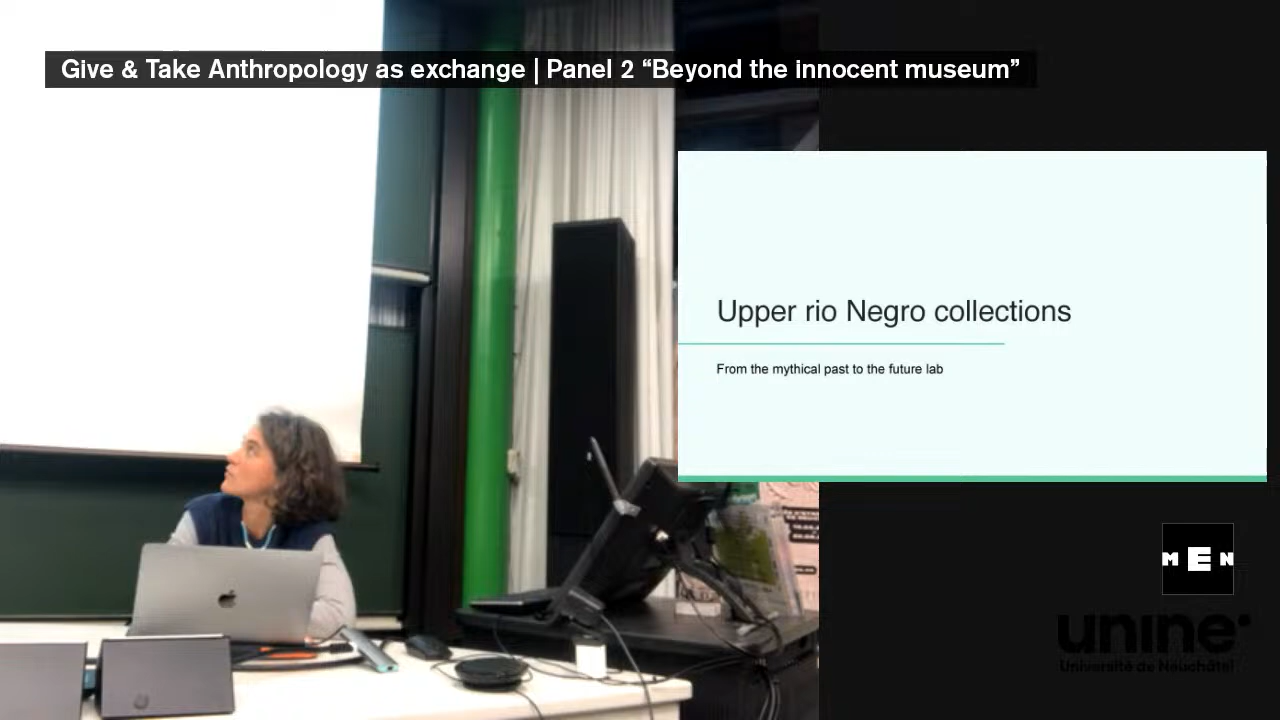 Give & Take Anthropology as exchange | Panel 2 “Beyond the innocent museum”
Upper rio Negro collections
From the mythical past to the future lab
MEN
unine
Université de Neuchâtel